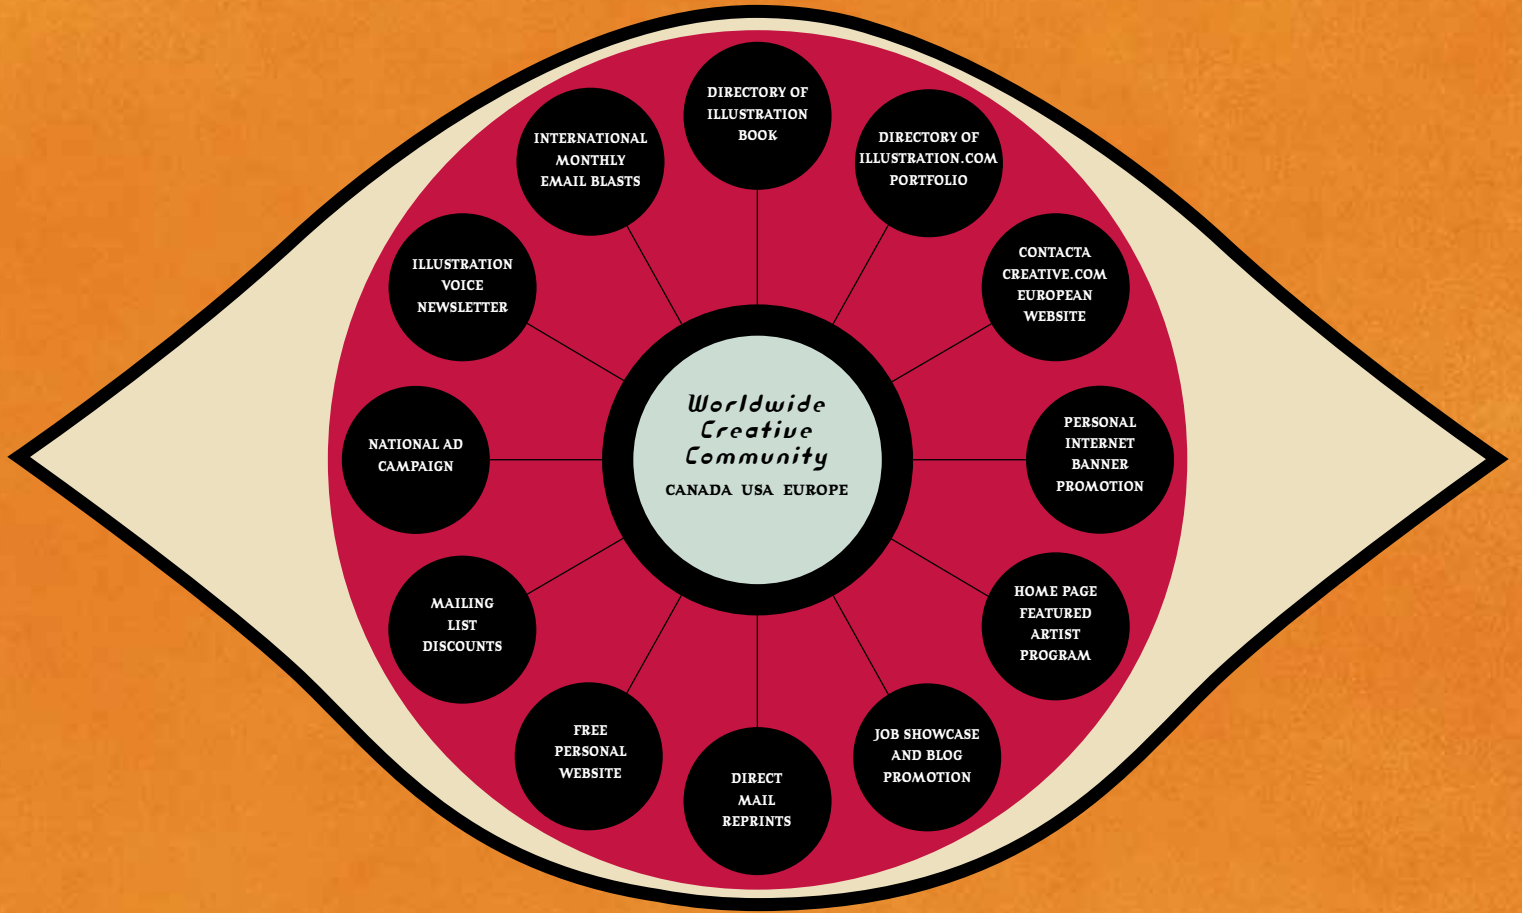 DIRECTORY OF
ILLUSTRATION
BOOK
DIRECTORY OF
ILLUSTRATION.COM
PORTFOLIO
CONTACTA
CREATIVE.COM
EUROPEAN
WEBSITE
PERSONAL
INTERNET
BANNER
PROMOTION
HOME PAGE
FEATURED
ARTIST
PROGRAM
JOB SHOWCASE
AND BLOG
PROMOTION
DIRECT
MAIL
REPRINTS
FREE
PERSONAL
WEBSITE
MAILING
LIST
DISCOUNTS
NATIONAL AD
CAMPAIGN
ILLUSTRATION
VOICE
NEWSLETTER
INTERNATIONAL
MONTHLY
EMAIL BLASTS
Worldwide
Creative
Community
CANADA USA EUROPE